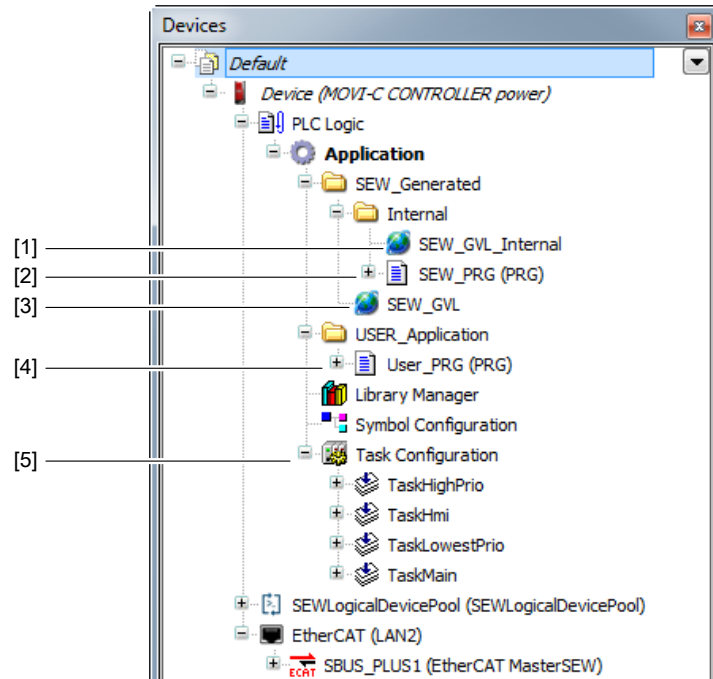 Devices
Default
Device (MOVI-C CONTROLLER power)
PLC Logic
Application
SEW_Generated
Internal
[1] SEW_GVL_Internal
[2] SEW_PRG (PRG)
[3] SEW_GVL
USER_Application
[4] User_PRG (PRG)
Library Manager
Symbol Configuration
[5] Task Configuration
TaskHighPrio
TaskHmi
TaskLowestPrio
TaskMain
SEWLogicalDevicePool (SEWLogicalDevicePool)
EtherCAT (LAN2)
ECAT SBUS_PLUS1 (EtherCAT MasterSEW)